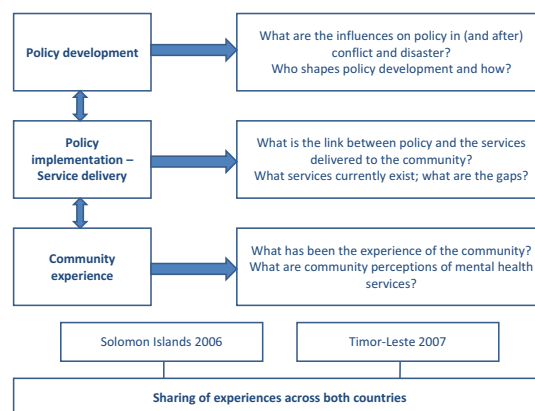 Policy development
What are the influences on policy in (and after)
conflict and disaster?
Who shapes policy development and how?
Policy
implementation –
Service delivery
What is the link between policy and the services
delivered to the community?
What services currently exist; what are the gaps?
Community
experience
What has been the experience of the community?
What are community perceptions of mental health
services?
Solomon Islands 2006
Timor-Leste 2007
Sharing of experiences across both countries